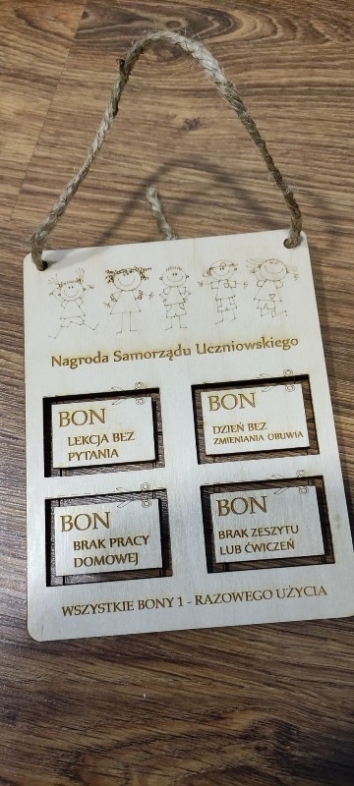 Nagroda Samorządu Uczniowskiego
BON
LEKCJA BEZ
PYTANIA
BON
DZIEŃ BEZ
ZMIENIANIA OBUWIA
BON
BRAK PRACY
DOMOWEJ
BON
BRAK ZESZYTU
LUB ĆWICZEŃ
WSZYSTKIE BONY 1 - RAZOWEGO UŻYCIA